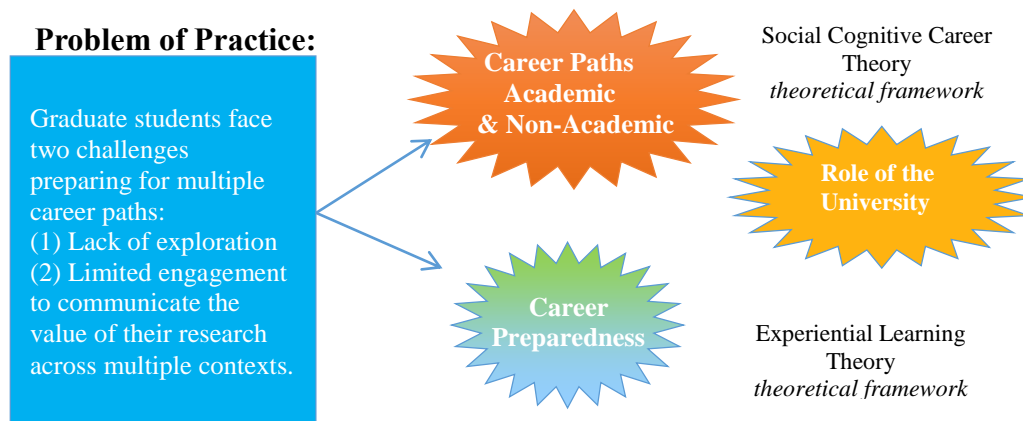 Problem of Practice:
Graduate students face
two challenges
preparing for multiple
career paths:
(1) Lack of exploration
(2) Limited engagement
to communicate the
value of their research
across multiple contexts.
Career Paths
Academic
& Non-Academic
Career
Preparedness
Social Cognitive Career
Theory
theoretical framework
Role of the
University
Experiential Learning
Theory
theoretical framework